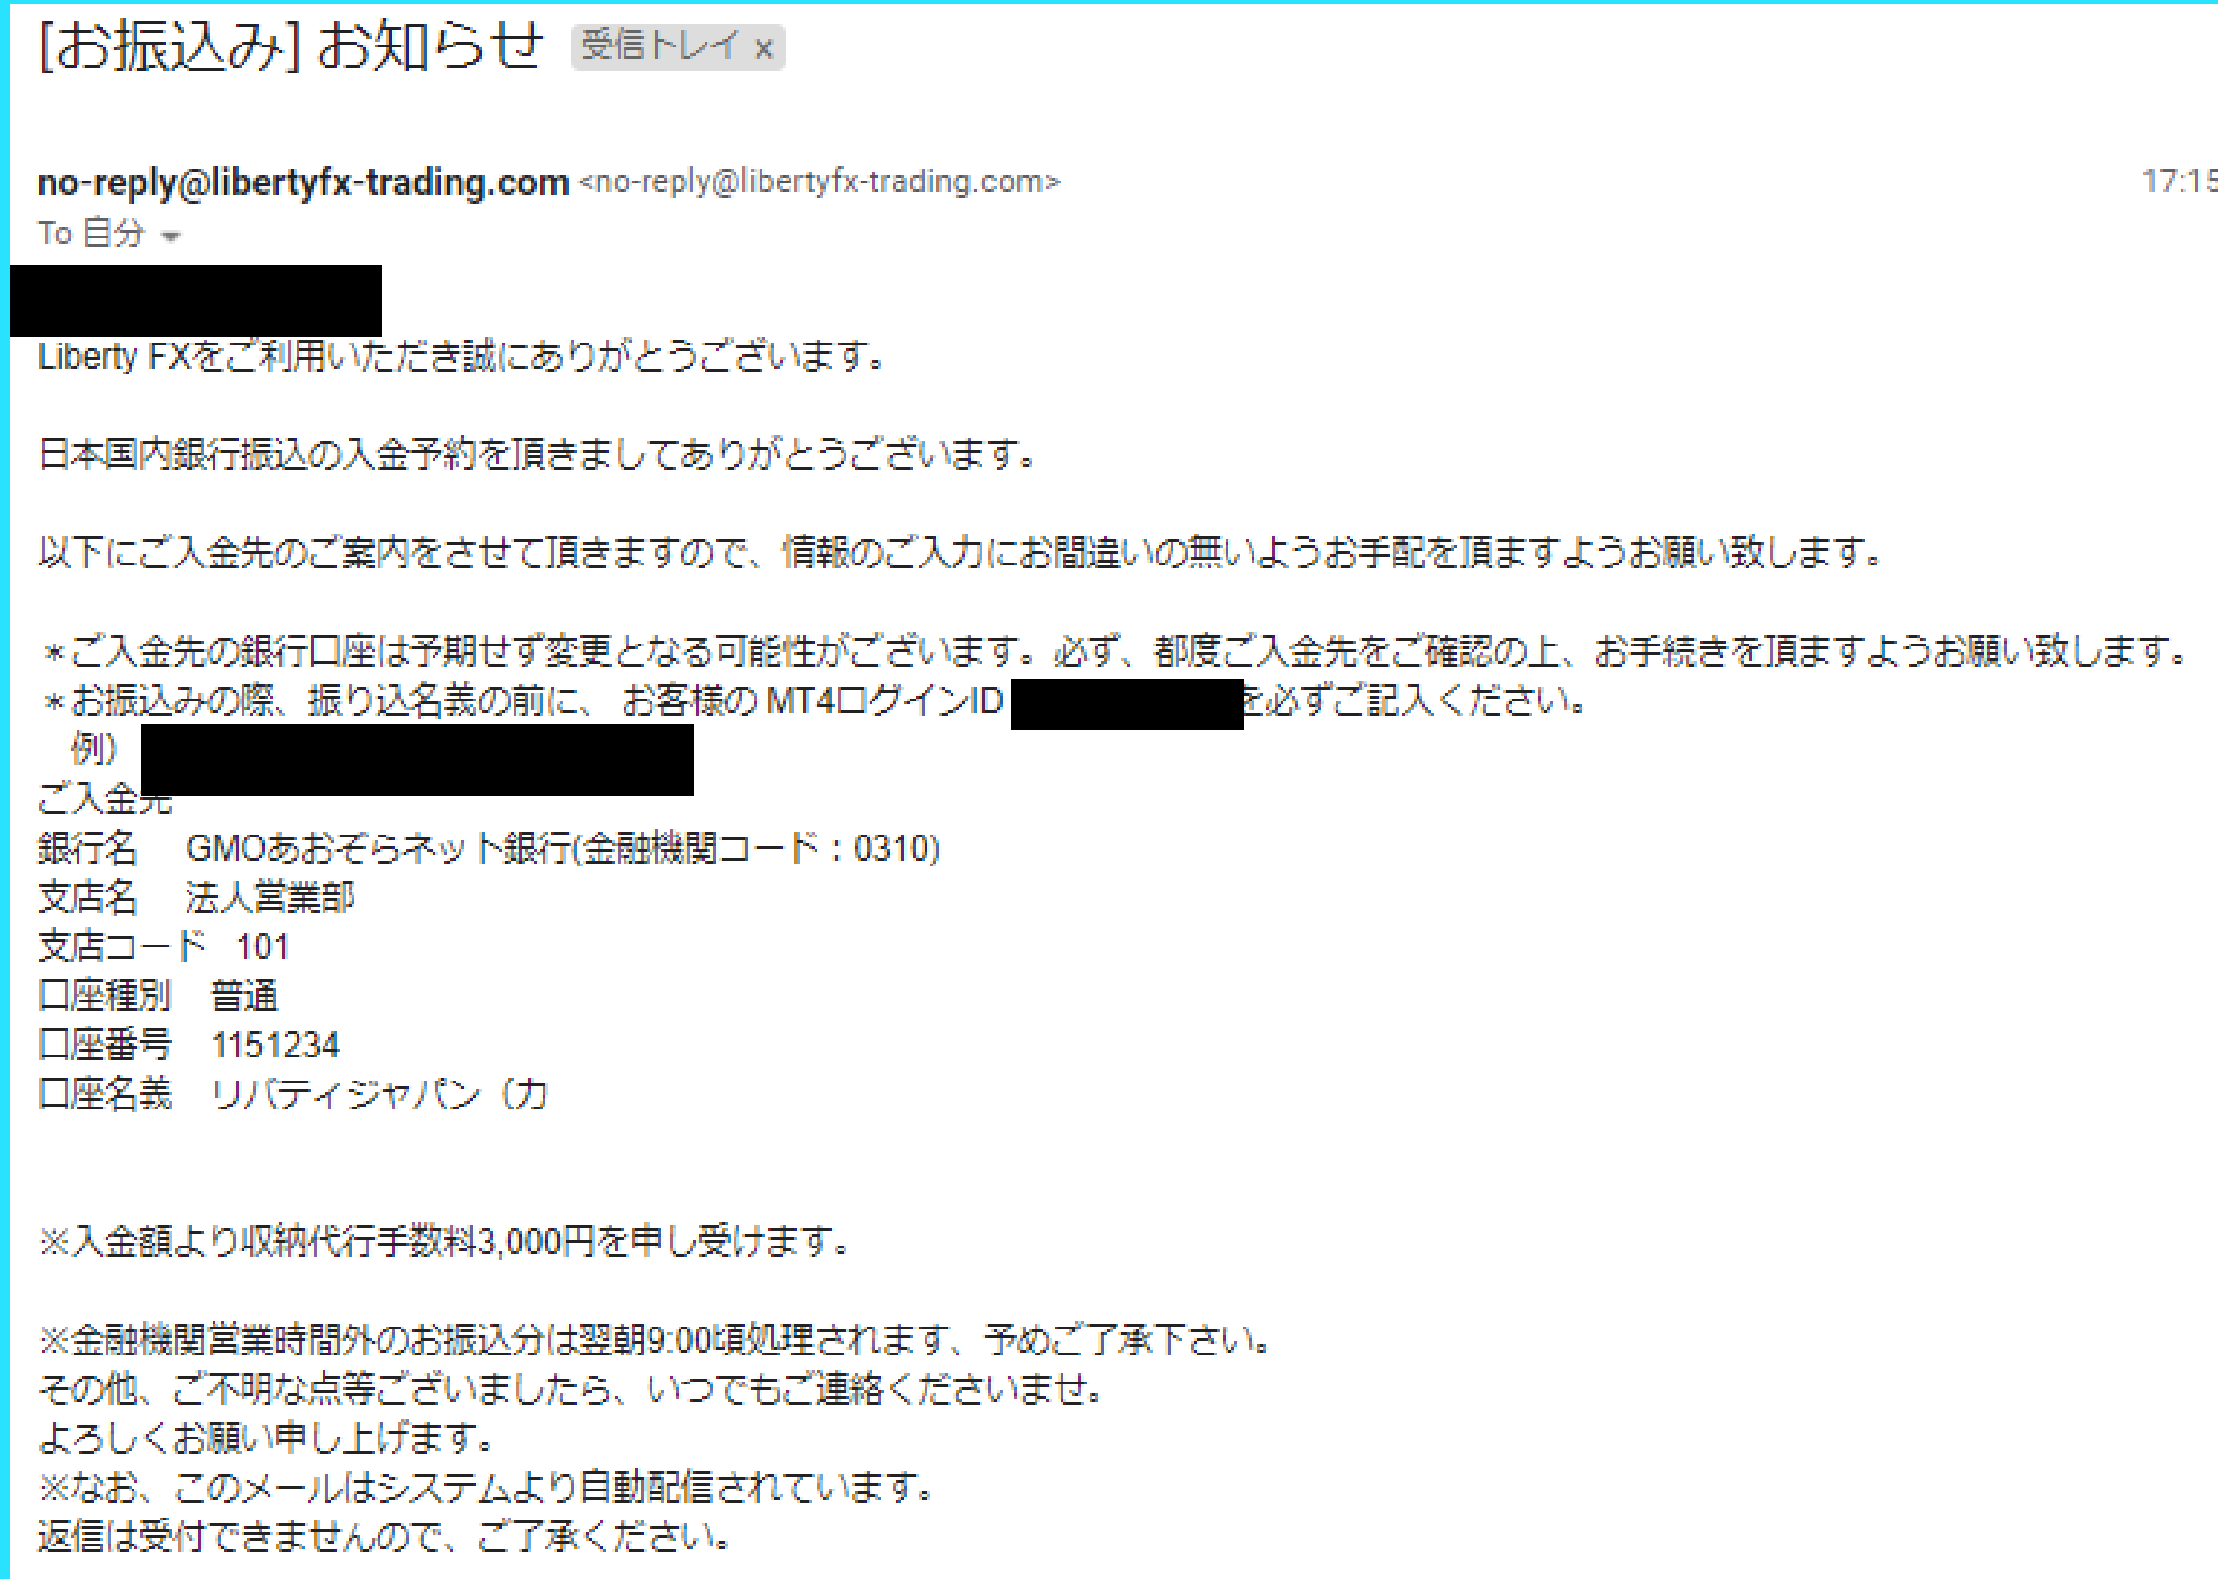 [お振込み] お知らせ 受信トレイ x
no-reply@libertyfx-trading.com <no-reply@libertyfx-trading.com> 17:15
To 自分
Liberty FXをご利用いただき誠にありがとうございます。
日本国内銀行振込の入金予約を頂きましてありがとうございます。
以下にご入金先のご案内をさせて頂きますので、情報のご入力にお間違いの無いようお手配を頂ますようお願い致します。
＊ご入金先の銀行口座は予期せず変更となる可能性がございます。必ず、都度ご入金先をご確認の上、お手続きを頂ますようお願い致します。
＊お振込みの際、振り込名義の前に、 お客様の MT4ログインID を必ずご記入ください。
例）
ご入金先
銀行名 GMOあおぞらネット銀行(金融機関コード：0310)
支店名 法人営業部
支店コード 101
口座種別 普通
口座番号 1151234
口座名義 リバティジャパン（カ
※入金額より収納代行手数料3,000円を申し受けます。
※金融機関営業時間外のお振込分は翌朝9:00頃処理されます、予めご了承下さい。
その他、ご不明な点等ございましたら、いつでもご連絡くださいませ。
よろしくお願い申し上げます。
※なお、このメールはシステムより自動配信されています。
返信は受付できませんので、ご了承ください。